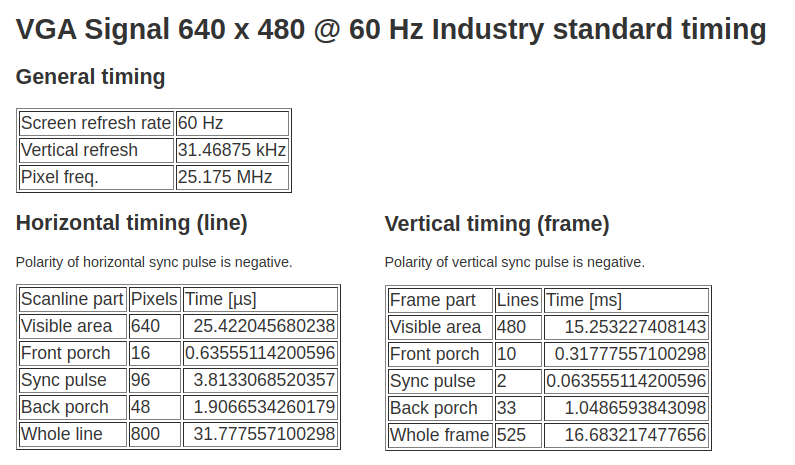 VGA Signal 640 x 480 @ 60 Hz Industry standard timing
General timing
Screen refresh rate 60 Hz
Vertical refresh 31.46875 kHz
Pixel freq. 25.175 MHz
Horizontal timing (line)
Polarity of horizontal sync pulse is negative.
Scanline part Pixels Time [µs]
Visible area 640 25.422045680238
Front porch 16 0.63555114200596
Sync pulse 96 3.8133068520357
Back porch 48 1.9066534260179
Whole line 800 31.777557100298
Vertical timing (frame)
Polarity of vertical sync pulse is negative.
Frame part Lines Time [ms]
Visible area 480 15.253227408143
Front porch 10 0.31777557100298
Sync pulse 2 0.063555114200596
Back porch 33 1.0486593843098
Whole frame 525 16.683217477656